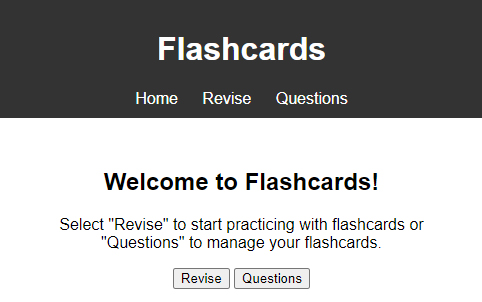 Flashcards
Home Revise Questions
Welcome to Flashcards!
Select "Revise" to start practicing with flashcards or
"Questions" to manage your flashcards.
Revise Questions